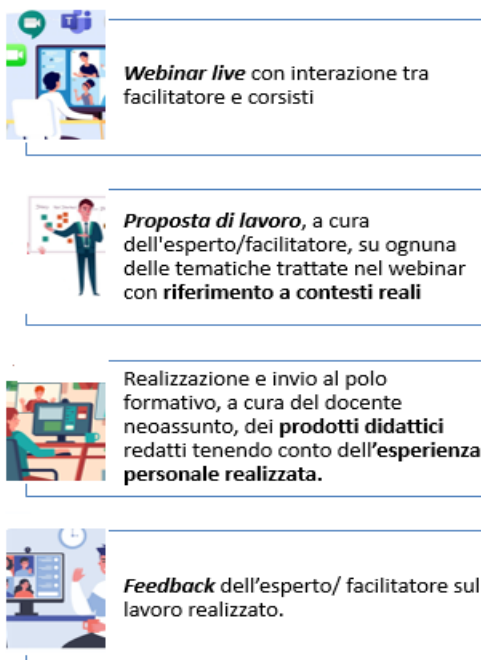 Webinar live con interazione tra
facilitatore e corsisti
Proposta di lavoro, a cura
dell'esperto/facilitatore, su ognuna
delle tematiche trattate nel webinar
con riferimento a contesti reali
Realizzazione e invio al polo
formativo, a cura del docente
neoassunto, dei prodotti didattici
redatti tenendo conto dell’esperienza
personale realizzata.
Feedback dell’esperto/ facilitatore sul
lavoro realizzato.